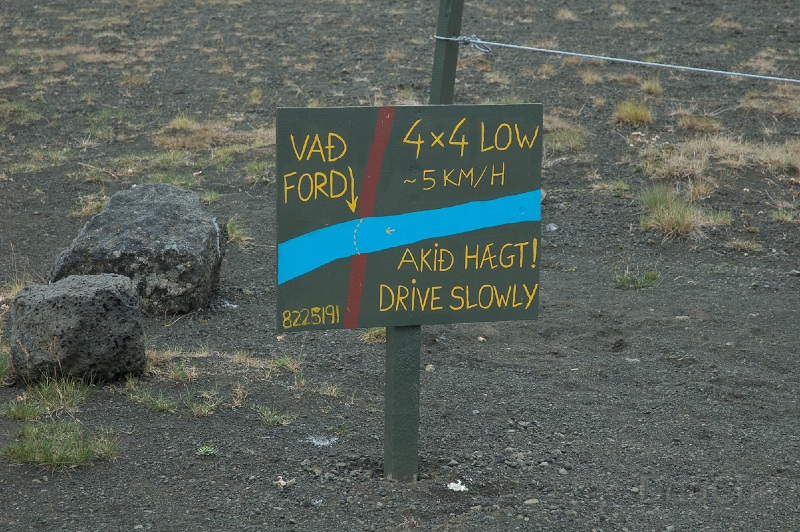 VAÐ
FORD
4×4 LOW
~5 KM/H
AKIÐ HÆGT!
DRIVE SLOWLY
8225191